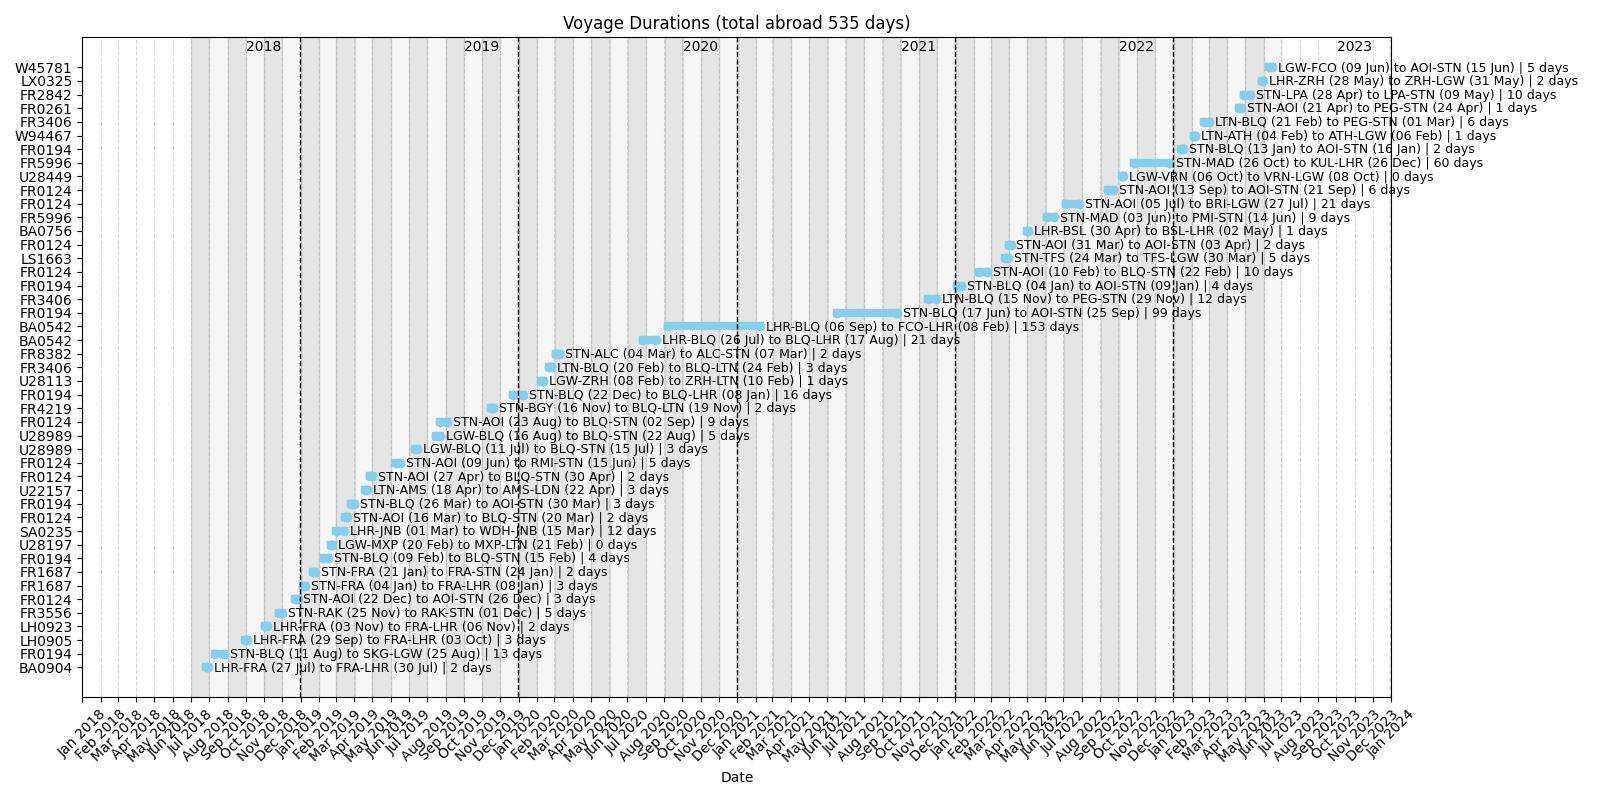 Voyage Durations (total abroad 535 days)
2018 2019 2020 2021 2022 2023
W45781 LGW-FCO (09 Jun) to AOI-STN (15 Jun) | 5 days
LX0325 LHR-ZRH (28 May) to ZRH-LGW (31 May) | 2 days
FR2842 STN-LPA (28 Apr) to LPA-STN (09 May) | 10 days
FR0261 STN-AOI (21 Apr) to PEG-STN (24 Apr) | 1 days
FR3406 LTN-BLQ (21 Feb) to PEG-STN (01 Mar) | 6 days
W94467 LTN-ATH (04 Feb) to ATH-LGW (06 Feb) | 1 days
FR0194 STN-BLQ (13 Jan) to AOI-STN (16 Jan) | 2 days
FR5996 STN-MAD (26 Oct) to KUL-LHR (26 Dec) | 60 days
U28449 LGW-VRN (06 Oct) to VRN-LGW (08 Oct) | 0 days
FR0124 STN-AOI (13 Sep) to AOI-STN (21 Sep) | 6 days
FR0124 STN-AOI (05 Jul) to BRI-LGW (27 Jul) | 21 days
FR5996 STN-MAD (03 Jun) to PMI-STN (14 Jun) | 9 days
BA0756 LHR-BSL (30 Apr) to BSL-LHR (02 May) | 1 days
FR0124 STN-AOI (31 Mar) to AOI-STN (03 Apr) | 2 days
LS1663 STN-TFS (24 Mar) to TFS-LGW (30 Mar) | 5 days
FR0124 STN-AOI (10 Feb) to BLQ-STN (22 Feb) | 10 days
FR0194 STN-BLQ (04 Jan) to AOI-STN (09 Jan) | 4 days
FR3406 LTN-BLQ (15 Nov) to PEG-STN (29 Nov) | 12 days
FR0194 STN-BLQ (17 Jun) to AOI-STN (25 Sep) | 99 days
BA0542 LHR-BLQ (06 Sep) to FCO-LHR (08 Feb) | 153 days
BA0542 LHR-BLQ (26 Jul) to BLQ-LHR (17 Aug) | 21 days
FR8382 STN-ALC (04 Mar) to ALC-STN (07 Mar) | 2 days
FR3406 LTN-BLQ (20 Feb) to BLQ-LTN (24 Feb) | 3 days
U28113 LGW-ZRH (08 Feb) to ZRH-LTN (10 Feb) | 1 days
FR0194 STN-BLQ (22 Dec) to BLQ-LHR (08 Jan) | 16 days
FR4219 STN-BGY (16 Nov) to BLQ-LTN (19 Nov) | 2 days
FR0124 STN-AOI (23 Aug) to BLQ-STN (02 Sep) | 9 days
U28989 LGW-BLQ (16 Aug) to BLQ-STN (22 Aug) | 5 days
U28989 LGW-BLQ (11 Jul) to BLQ-STN (15 Jul) | 3 days
FR0124 STN-AOI (09 Jun) to RMI-STN (15 Jun) | 5 days
FR0124 STN-AOI (27 Apr) to BLQ-STN (30 Apr) | 2 days
U22157 LTN-AMS (18 Apr) to AMS-LDN (22 Apr) | 3 days
FR0194 STN-BLQ (26 Mar) to AOI-STN (30 Mar) | 3 days
FR0124 STN-AOI (16 Mar) to BLQ-STN (20 Mar) | 2 days
SA0235 LHR-JNB (01 Mar) to WDH-JNB (15 Mar) | 12 days
U28197 LGW-MXP (20 Feb) to MXP-LTN (21 Feb) | 0 days
FR0194 STN-BLQ (09 Feb) to BLQ-STN (15 Feb) | 4 days
FR1687 STN-FRA (21 Jan) to FRA-STN (24 Jan) | 2 days
FR1687 STN-FRA (04 Jan) to FRA-LHR (08 Jan) | 3 days
FR0124 STN-AOI (22 Dec) to AOI-STN (26 Dec) | 3 days
FR3556 STN-RAK (25 Nov) to RAK-STN (01 Dec) | 5 days
LH0923 LHR-FRA (03 Nov) to FRA-LHR (06 Nov) | 2 days
LH0905 LHR-FRA (29 Sep) to FRA-LHR (03 Oct) | 3 days
FR0194 STN-BLQ (11 Aug) to SKG-LGW (25 Aug) | 13 days
BA0904 LHR-FRA (27 Jul) to FRA-LHR (30 Jul) | 2 days
Jan 2018 Feb 2018 Mar 2018 Apr 2018 May 2018 Jun 2018 Jul 2018 Aug 2018 Sep 2018 Oct 2018 Nov 2018 Dec 2018 Jan 2019 Feb 2019 Mar 2019 Apr 2019 May 2019 Jun 2019 Jul 2019 Aug 2019 Sep 2019 Oct 2019 Nov 2019 Dec 2019 Jan 2020 Feb 2020 Mar 2020 Apr 2020 May 2020 Jun 2020 Jul 2020 Aug 2020 Sep 2020 Oct 2020 Nov 2020 Dec 2020 Jan 2021 Feb 2021 Mar 2021 Apr 2021 May 2021 Jun 2021 Jul 2021 Aug 2021 Sep 2021 Oct 2021 Nov 2021 Dec 2021 Jan 2022 Feb 2022 Mar 2022 Apr 2022 May 2022 Jun 2022 Jul 2022 Aug 2022 Sep 2022 Oct 2022 Nov 2022 Dec 2022 Jan 2023 Feb 2023 Mar 2023 Apr 2023 May 2023 Jun 2023 Jul 2023 Aug 2023 Sep 2023 Oct 2023 Nov 2023 Dec 2023 Jan 2024
Date